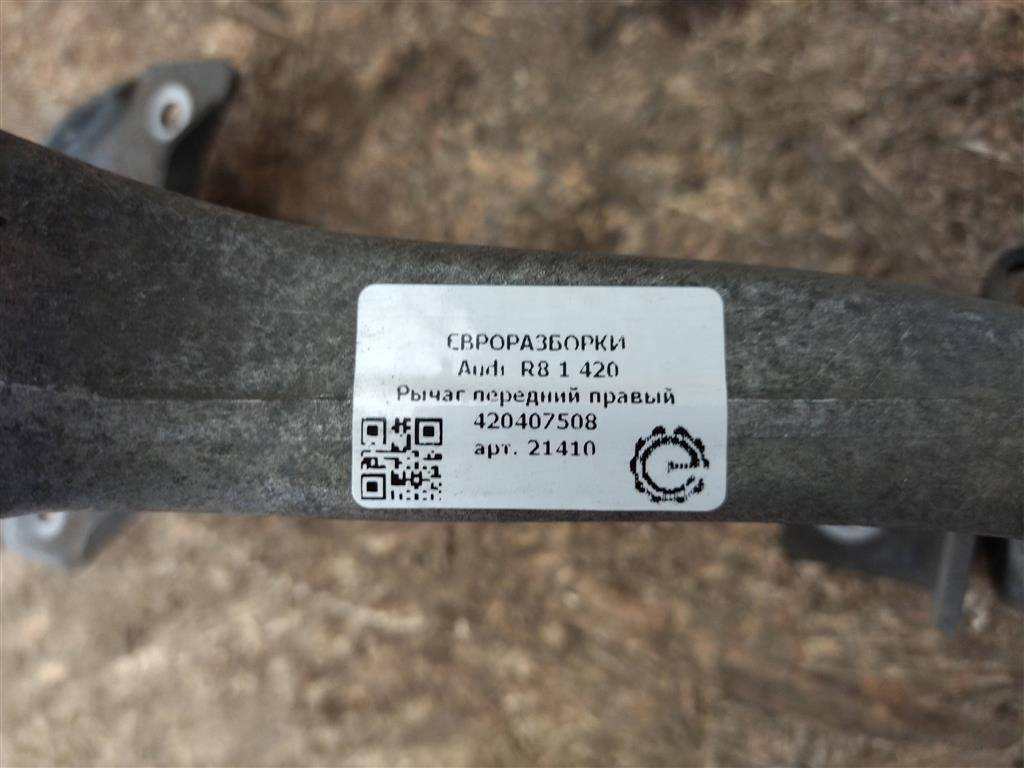 ЕВРОРАЗБОРКИ
Audi R8 1 420
Рычаг передний правый
420407508
арт. 21410